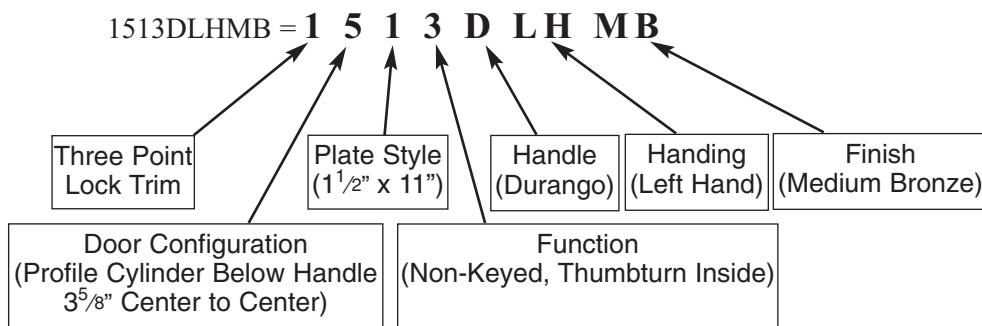 1513DLHMB = 1 5 1 3 D L H M B
Three Point
Lock Trim
Plate Style
(1 1/2” x 11”)
Handle
(Durango)
Handing
(Left Hand)
Finish
(Medium Bronze)
Door Configuration
(Profile Cylinder Below Handle
3 5/8” Center to Center)
Function
(Non-Keyed, Thumbturn Inside)